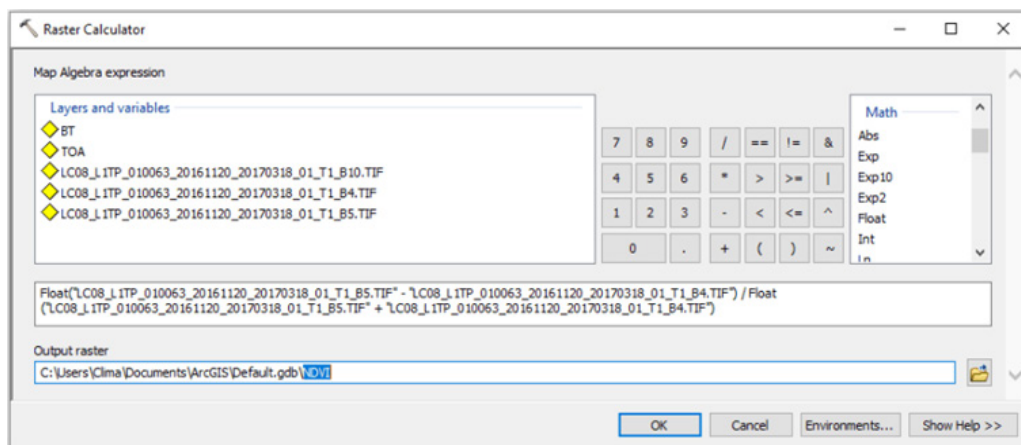 Raster Calculator
Map Algebra expression
Layers and variables
BT
TOA
LC08_L1TP_010063_20161120_20170318_01_T1_B10.TIF
LC08_L1TP_010063_20161120_20170318_01_T1_B4.TIF
LC08_L1TP_010063_20161120_20170318_01_T1_B5.TIF
7 8 9 / == != &
4 5 6 * > >= |
1 2 3 - < <= ^
0 . + ( ) ~
Math
Abs
Exp
Exp10
Exp2
Float
Int
Ln
Float("LC08_L1TP_010063_20161120_20170318_01_T1_B5.TIF" - "LC08_L1TP_010063_20161120_20170318_01_T1_B4.TIF") / Float
("LC08_L1TP_010063_20161120_20170318_01_T1_B5.TIF" + "LC08_L1TP_010063_20161120_20170318_01_T1_B4.TIF")
Output raster
C:\Users\Clima\Documents\ArcGIS\Default.gdb\NDVI
OK Cancel Environments... Show Help >>